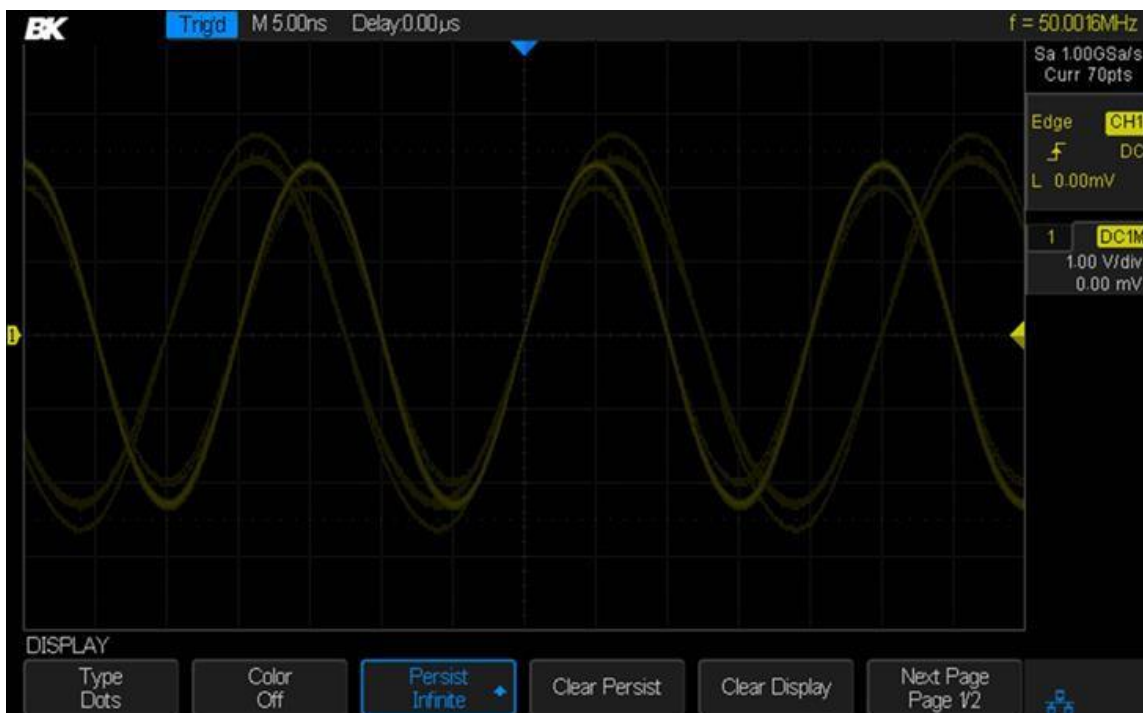 BK Trig'd M 5.00ns Delay:0.00µs f = 50.0016MHz
Sa 1.00GSa/s
Curr 70pts
Edge CH1
DC
L 0.00mV
1 DC1M
1.00 V/div
0.00 mV
1
DISPLAY
Type
Dots
Color
Off
Persist
Infinite
Clear Persist
Clear Display
Next Page
Page 1/2